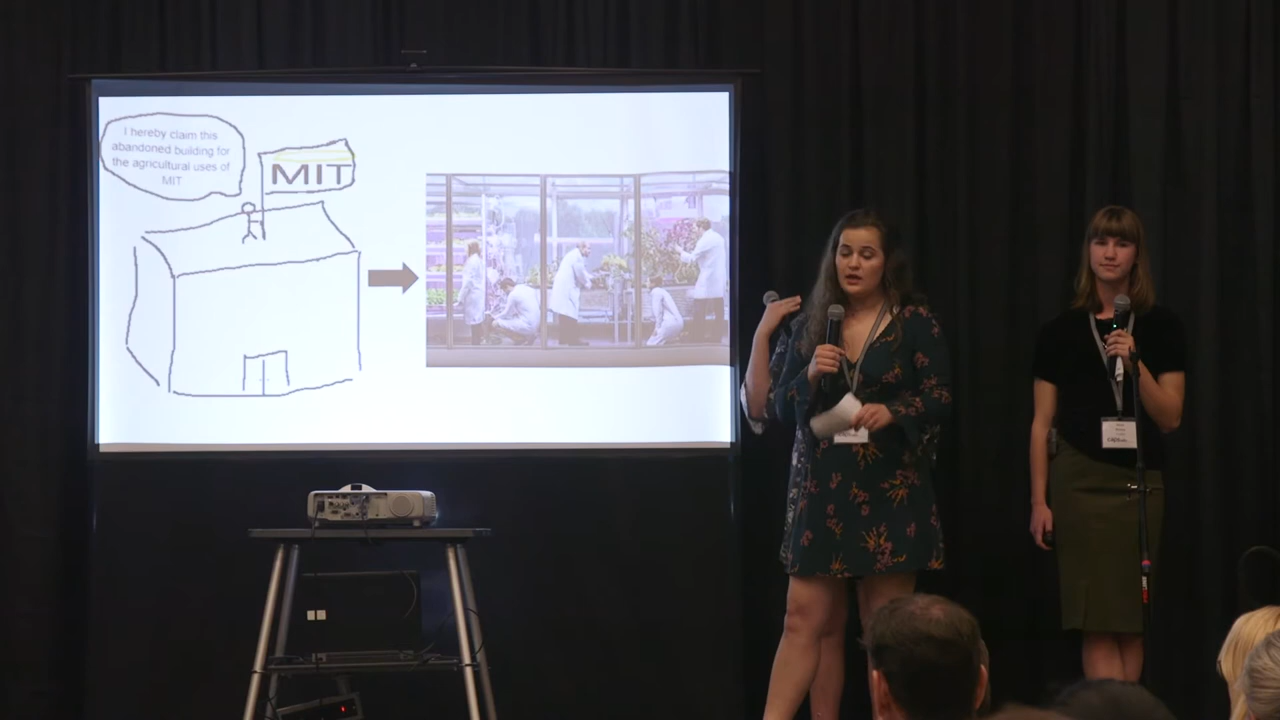 I hereby claim this
abandoned building for
the agricultural uses of
MIT
MIT